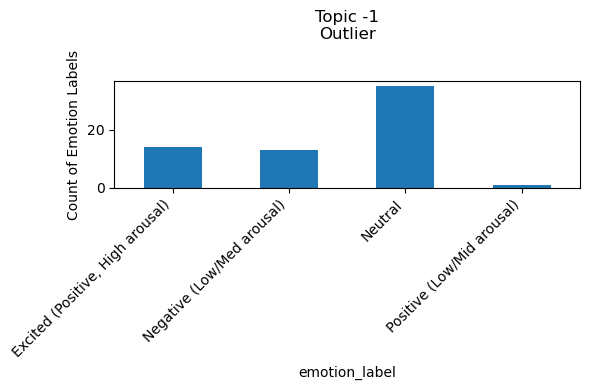 Topic -1
Outlier
Count of Emotion Labels
20
0
Excited (Positive, High arousal)
Negative (Low/Med arousal)
Neutral
Positive (Low/Mid arousal)
emotion_label